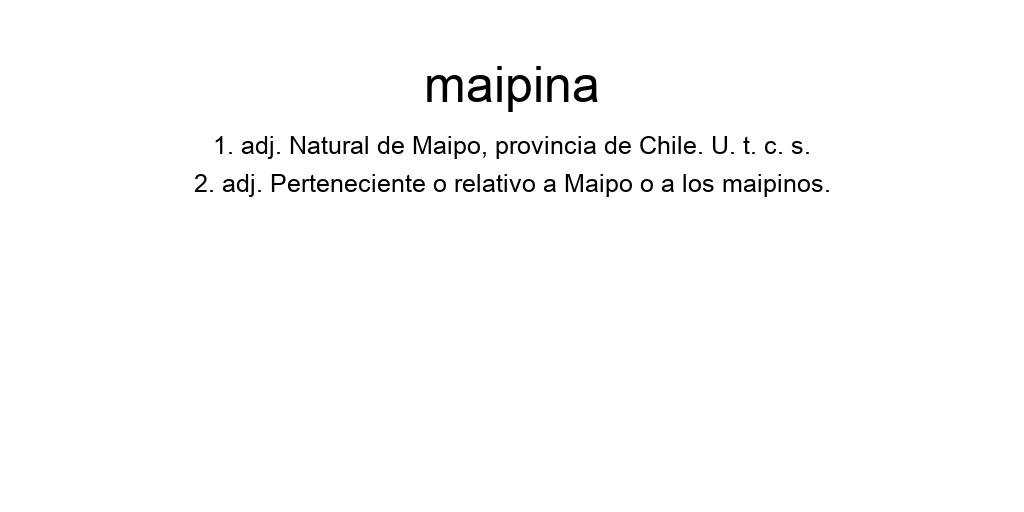 maipina
1. adj. Natural de Maipo, provincia de Chile. U. t. c. s.
2. adj. Perteneciente o relativo a Maipo o a los maipinos.